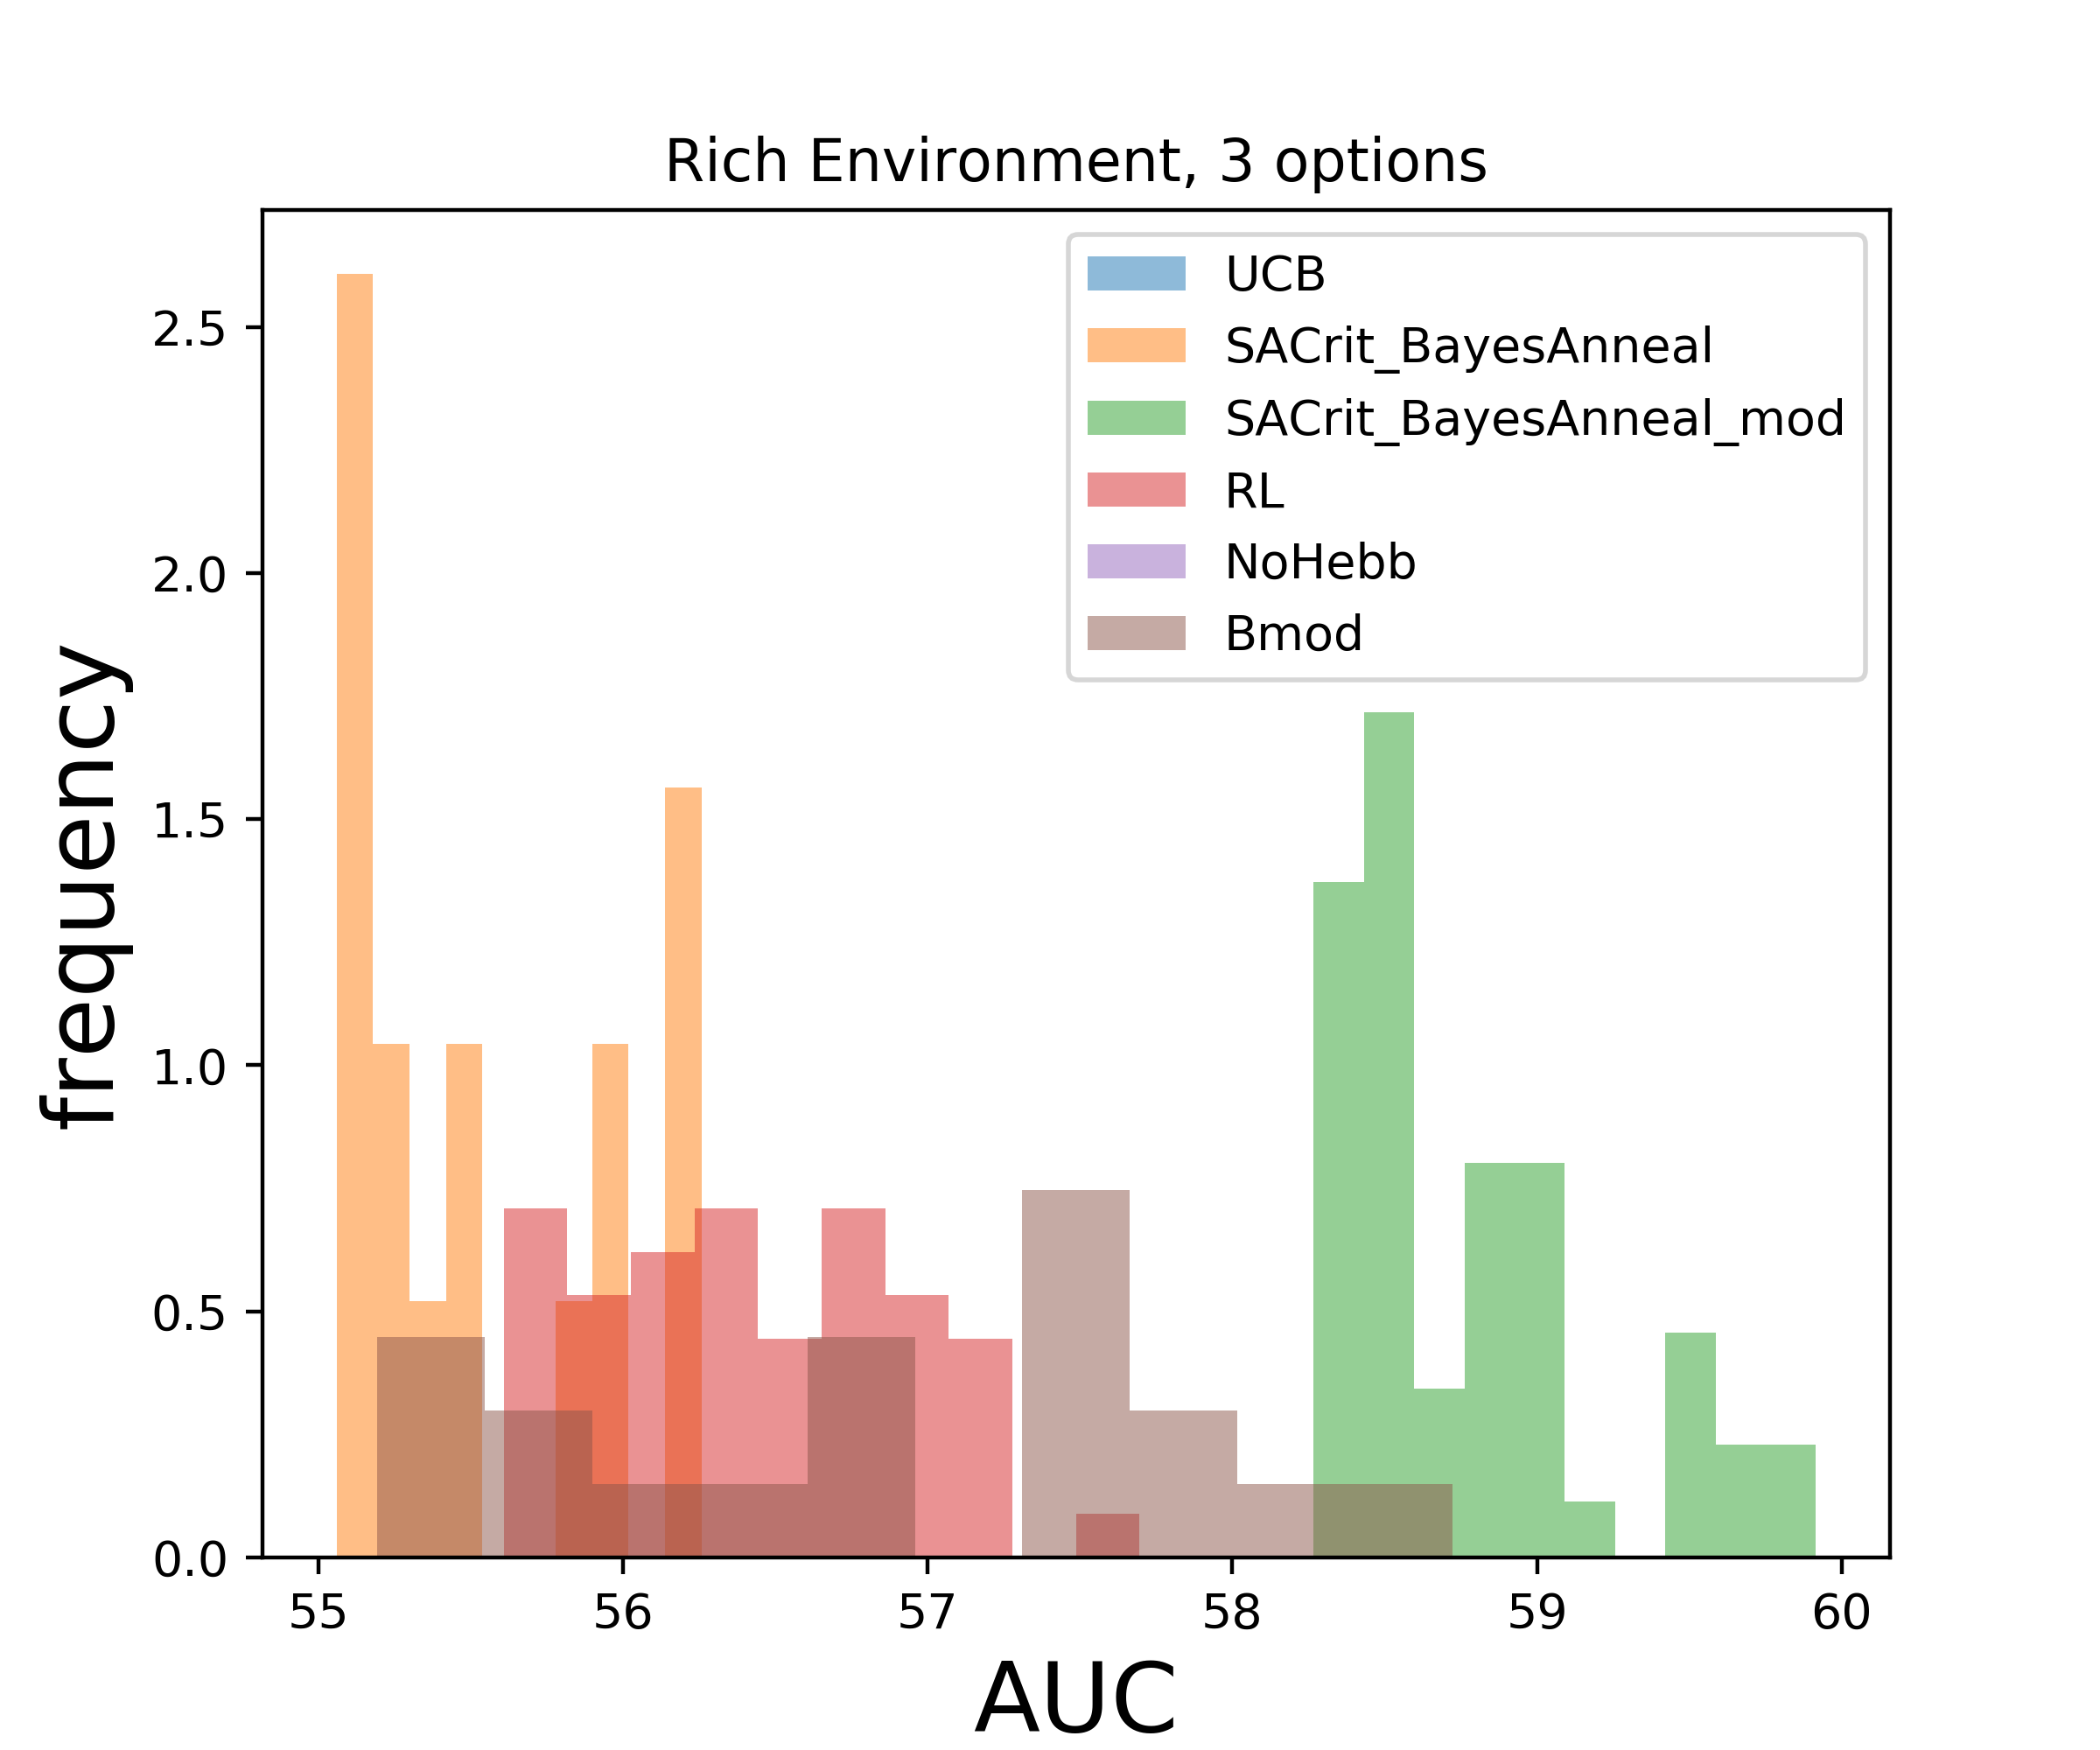 Rich Environment, 3 options
UCB
SACrit_BayesAnneal
SACrit_BayesAnneal_mod
RL
NoHebb
Bmod
frequency
2.5
2.0
1.5
1.0
0.5
0.0
55 56 57 58 59 60
AUC